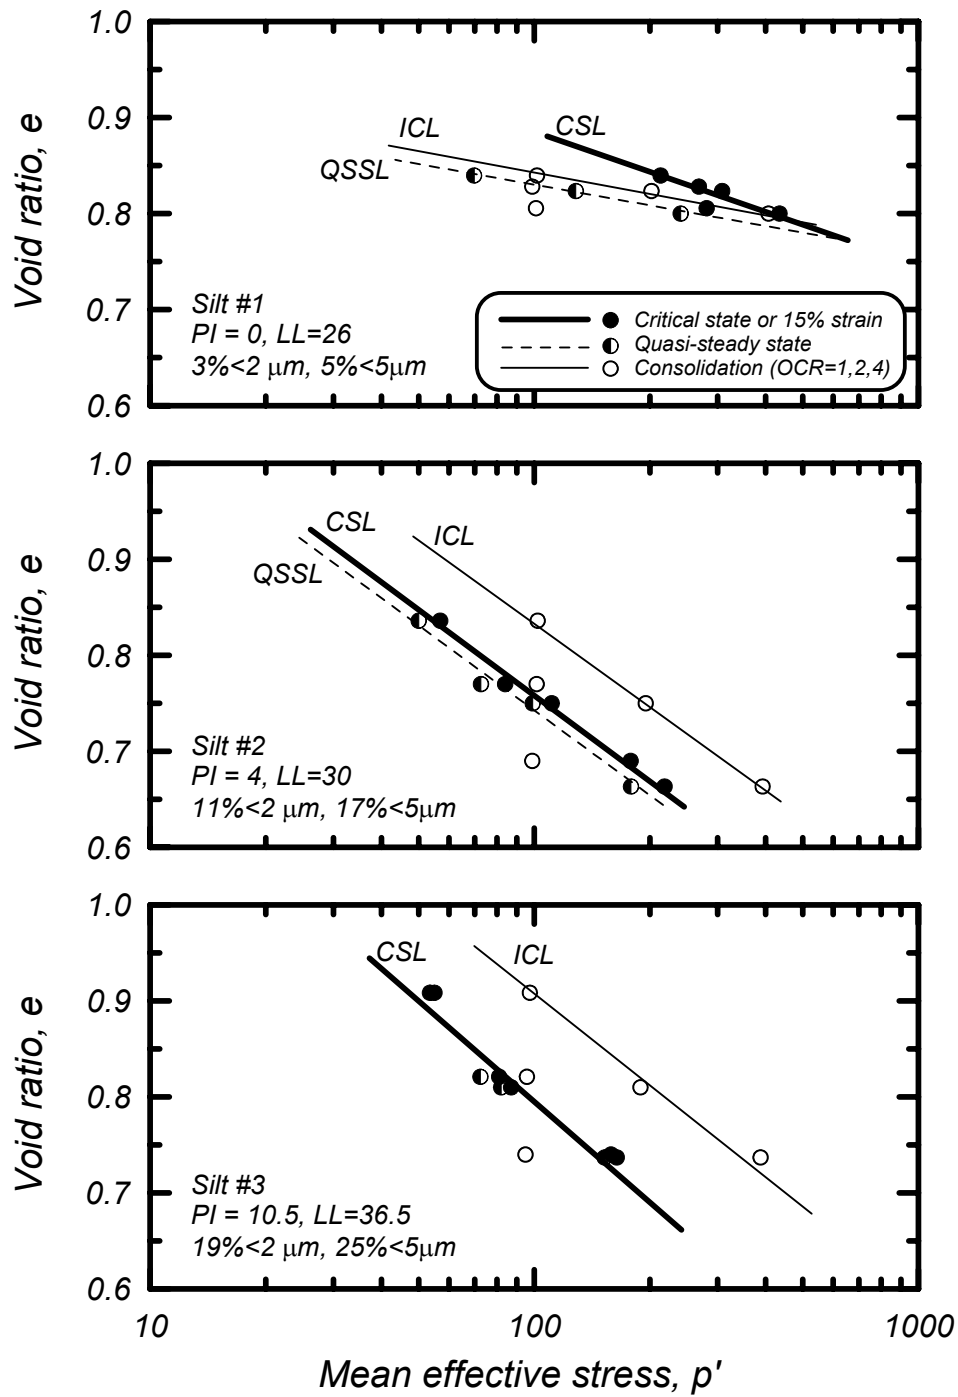 1.0
0.9
0.8
0.7
0.6
Void ratio, e
ICL
CSL
QSSL
Silt #1
PI = 0, LL=26
3%<2 μm, 5%<5μm
Critical state or 15% strain
Quasi-steady state
Consolidation (OCR=1,2,4)
1.0
0.9
0.8
0.7
0.6
Void ratio, e
CSL
ICL
QSSL
Silt #2
PI = 4, LL=30
11%<2 μm, 17%<5μm
1.0
0.9
0.8
0.7
0.6
Void ratio, e
CSL
ICL
Silt #3
PI = 10.5, LL=36.5
19%<2 μm, 25%<5μm
10 100 1000
Mean effective stress, p'